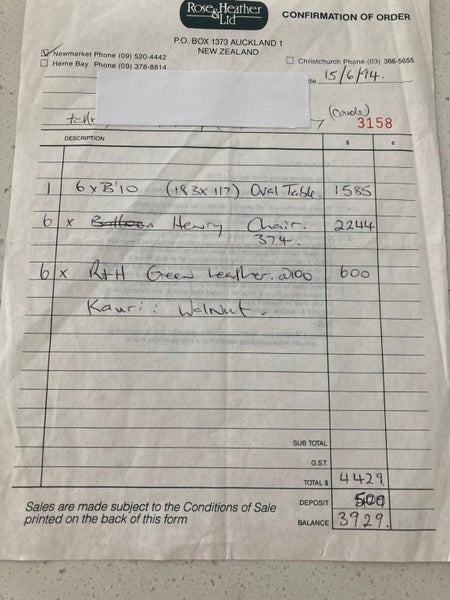 Rose & Heather Ltd
CONFIRMATION OF ORDER
P.O. BOX 1373 AUCKLAND 1
NEW ZEALAND
Newmarket Phone (09) 520-4442
Christchurch Phone (03) 366-5655
Herne Bay Phone (09) 378-8814
15/6/94.
(carole)
3158
DESCRIPTION $ ¢
1 6 x B'10 (183 x 117) Oval Table. 1585
6 x Henry Chair. 2244
374.
6 x R+H Green Leather. @100 600
Kauri : Walnut.
SUB TOTAL
G.S.T.
TOTAL $ 4429
DEPOSIT 500
BALANCE 3929.
Sales are made subject to the Conditions of Sale
printed on the back of this form